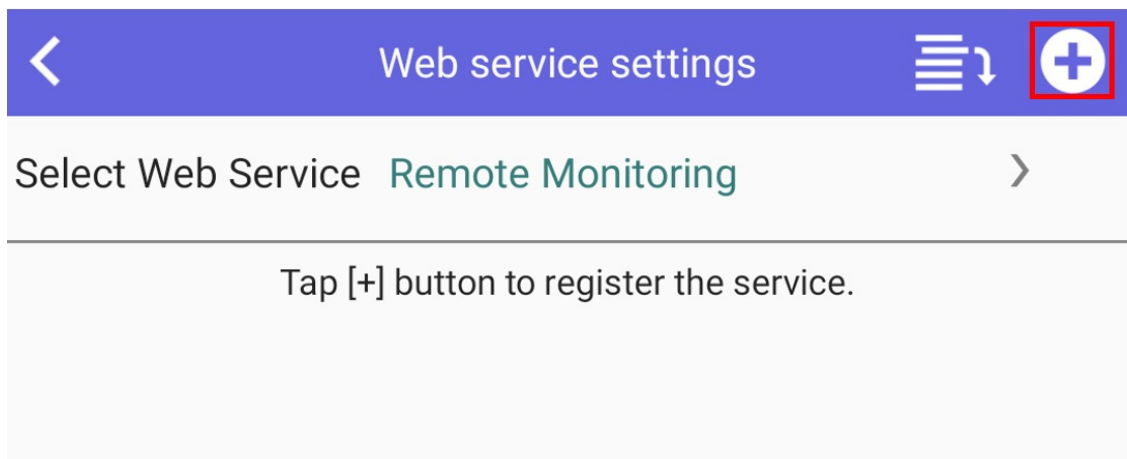 Web service settings
Select Web Service Remote Monitoring
Tap [+] button to register the service.